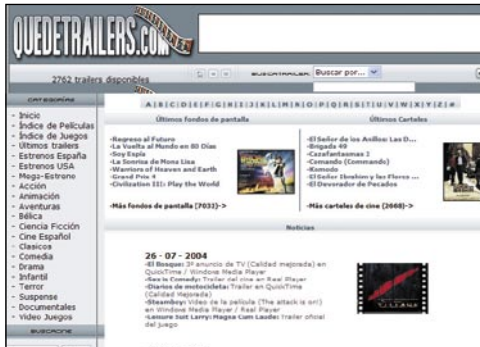 QUEDETRAILERS.COM
2762 trailers disponibles
BUSCATRAILER:
Buscar por...
CATEGORÍAS
- Inicio
- Índice de Películas
- Índice de Juegos
- Últimos trailers
- Estrenos España
- Estrenos USA
- Mega-Estreno
- Acción
- Animación
- Aventuras
- Bélica
- Ciencia Ficción
- Cine Español
- Clasicos
- Comedia
- Drama
- Infantil
- Terror
- Suspense
- Documentales
- Video Juegos
BUSCACINE
A|B|C|D|E|F|G|H|I|J|K|L|M|N|O|P|Q|R|S|T|U|V|W|X|Y|Z|#
Últimos fondos de pantalla
-Regreso al Futuro
-La Vuelta al Mundo en 80 Días
-Soy Espía
-La Sonrisa de Mona Lisa
-Warriors of Heaven and Earth
-Grand Prix 4
-Civilization III: Play the World
-Más fondos de pantalla (7033)->
Últimos Carteles
-El Señor de los Anillos: Las D...
-Brigada 49
-Cazafantasmas 2
-Comando (Commando)
-Komodo
-El Señor Ibrahim y las Flores ...
-El Devorador de Pecados
-Más carteles de cine (2668)->
Noticias
26 - 07 - 2004
-El Bosque: 3º anuncio de TV (Calidad mejorada) en
QuickTime / Windows Media Player
-Sex is Comedy: Trailer del cine en Real Player
-Diarios de motocicleta: Trailer en QuickTime
(Calidad Mejorada)
-Steamboy: Video de la película (The attack is on!)
en Windows Media Player / Real Player
-Leisure Suit Larry: Magna Cum Laude: Trailer oficial
del juego